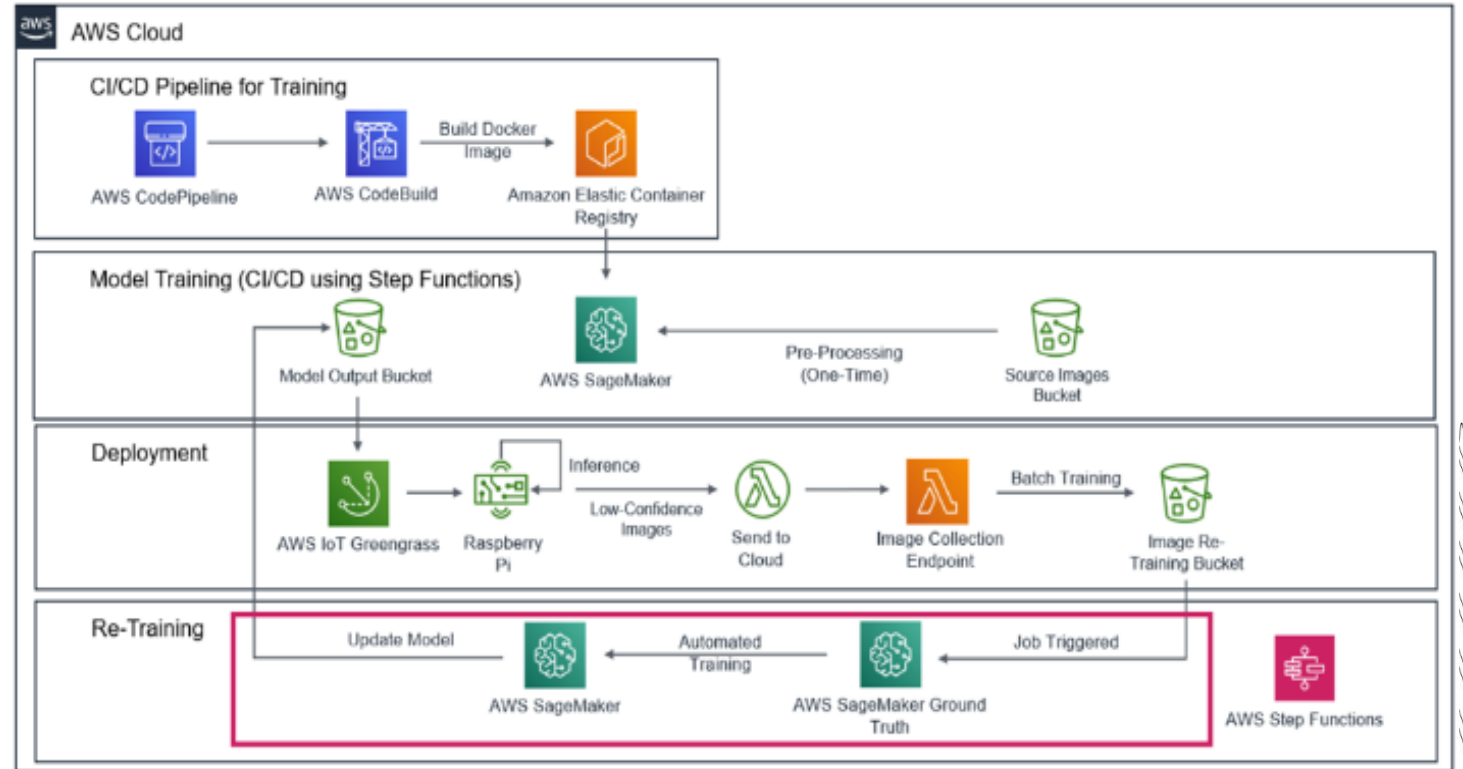 aws
AWS Cloud
CI/CD Pipeline for Training
AWS CodePipeline
AWS CodeBuild
Build Docker
Image
Amazon Elastic Container
Registry
Model Training (CI/CD using Step Functions)
Model Output Bucket
AWS SageMaker
Pre-Processing
(One-Time)
Source Images
Bucket
Deployment
AWS IoT Greengrass
Raspberry
Pi
Inference
Low-Confidence
Images
Send to
Cloud
Image Collection
Endpoint
Batch Training
Image Re-
Training Bucket
Re-Training
Update Model
AWS SageMaker
Automated
Training
AWS SageMaker Ground
Truth
Job Triggered
AWS Step Functions